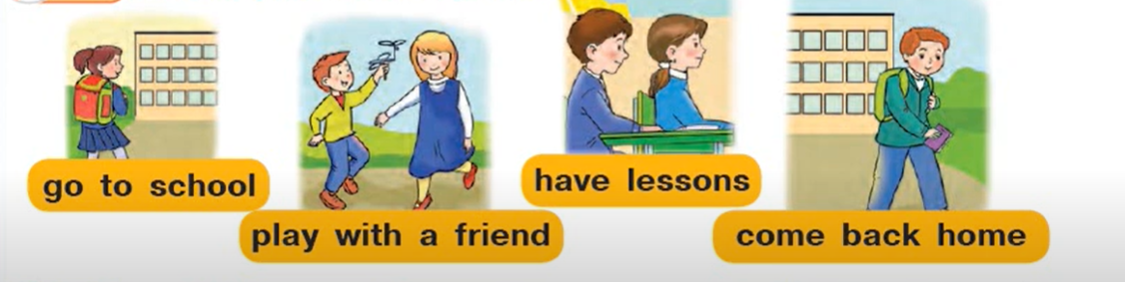 go to school
play with a friend
have lessons
come back home